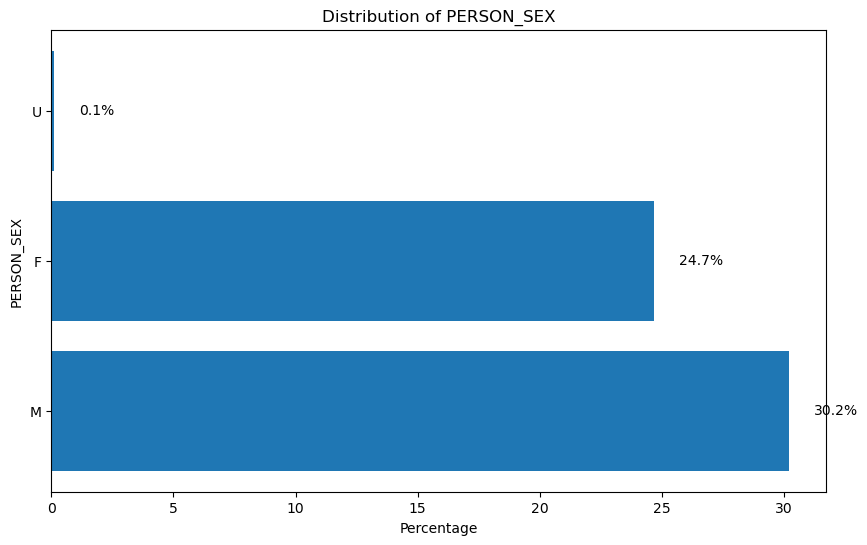 Distribution of PERSON_SEX
PERSON_SEX
U
0.1%
F
24.7%
M
30.2%
0
5
10
15
20
25
30
Percentage